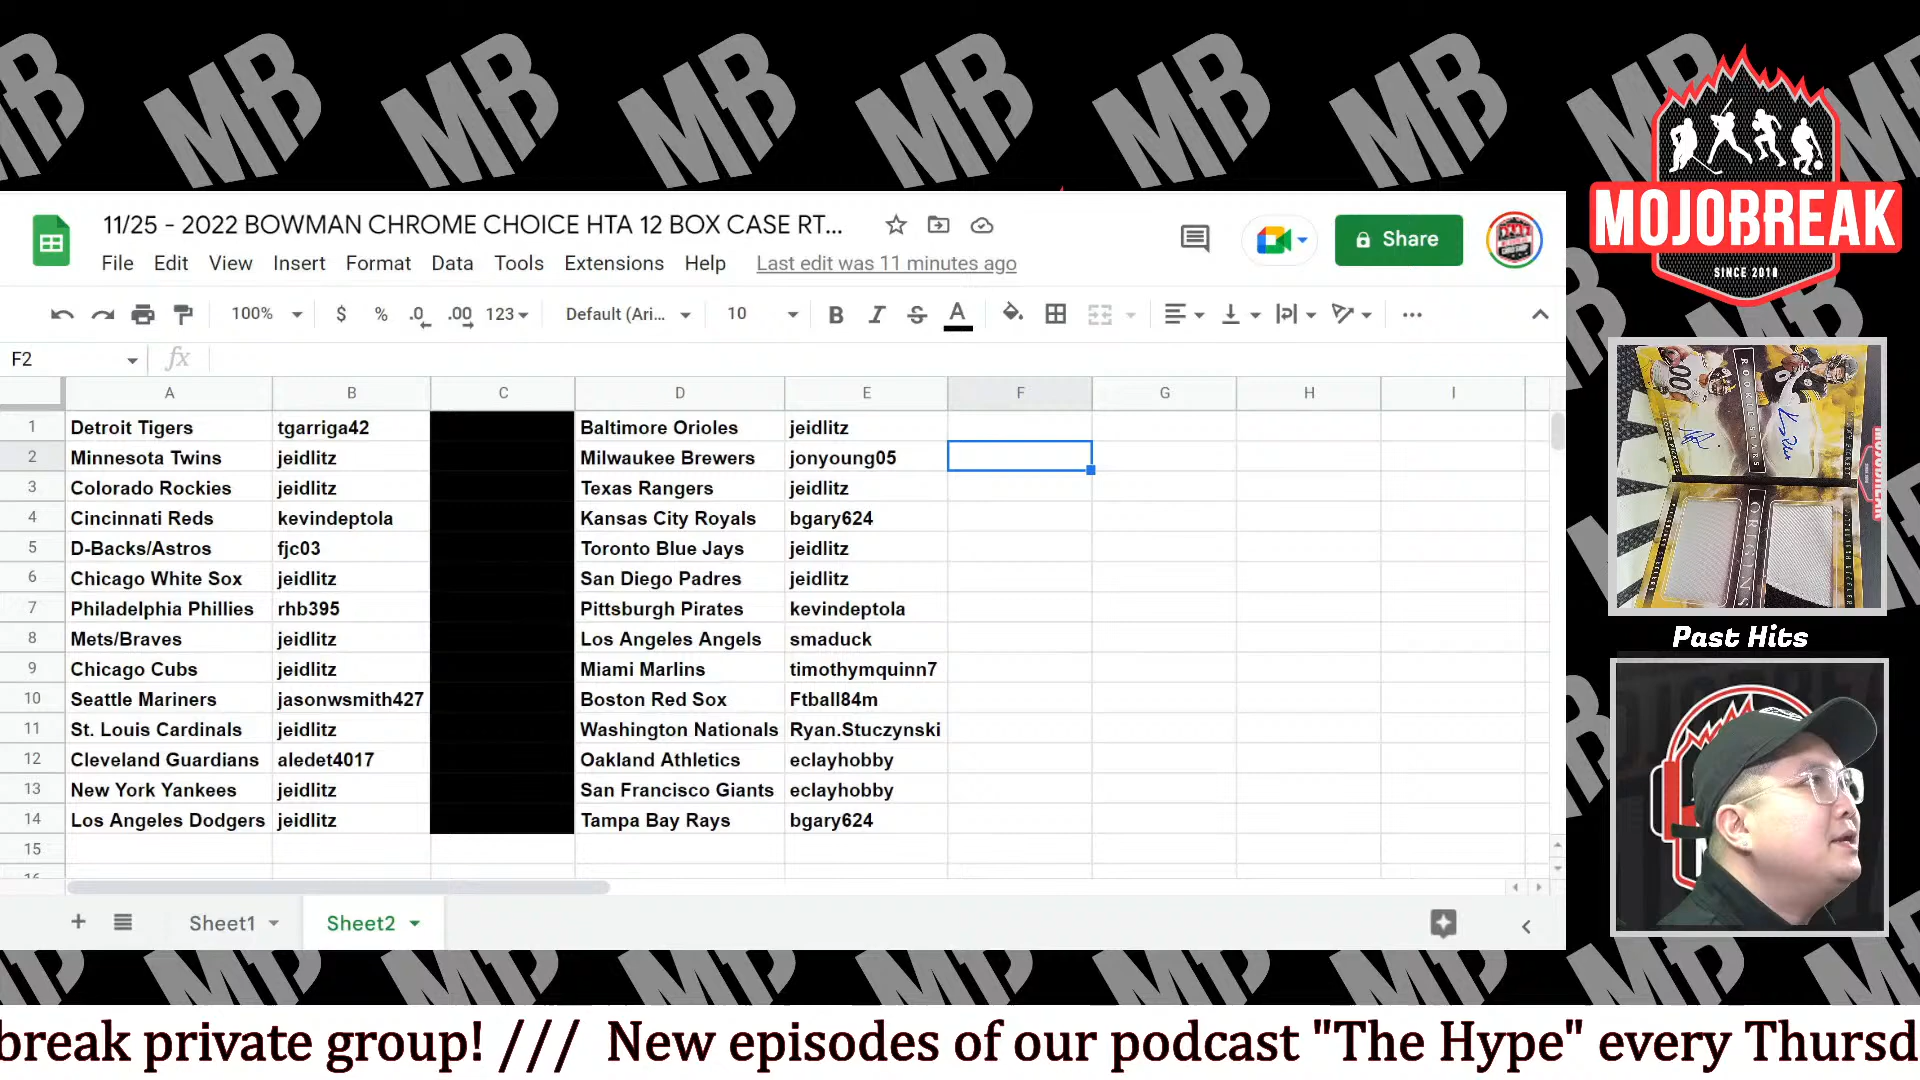 11/25 - 2022 BOWMAN CHROME CHOICE HTA 12 BOX CASE RT...
Share
File Edit View Insert Format Data Tools Extensions Help Last edit was 11 minutes ago
100% $ % .0 .00 123 Default (Ari... 10 B I S A
F2 fx
A B C D E F G H I
1 Detroit Tigers tgarriga42 Baltimore Orioles jeidlitz
2 Minnesota Twins jeidlitz Milwaukee Brewers jonyoung05
3 Colorado Rockies jeidlitz Texas Rangers jeidlitz
4 Cincinnati Reds kevindeptola Kansas City Royals bgary624
5 D-Backs/Astros fjc03 Toronto Blue Jays jeidlitz
6 Chicago White Sox jeidlitz San Diego Padres jeidlitz
7 Philadelphia Phillies rhb395 Pittsburgh Pirates kevindeptola
8 Mets/Braves jeidlitz Los Angeles Angels smaduck
9 Chicago Cubs jeidlitz Miami Marlins timothymquinn7
10 Seattle Mariners jasonwsmith427 Boston Red Sox Ftball84m
11 St. Louis Cardinals jeidlitz Washington Nationals Ryan.Stuczynski
12 Cleveland Guardians aledet4017 Oakland Athletics eclayhobby
13 New York Yankees jeidlitz San Francisco Giants eclayhobby
14 Los Angeles Dodgers jeidlitz Tampa Bay Rays bgary624
15
16
Sheet1 Sheet2
MOJOBREAK
SINCE 2010
ROOKIE STARS
ORIGINS
Past Hits
break private group! /// New episodes of our podcast "The Hype" every Thursd